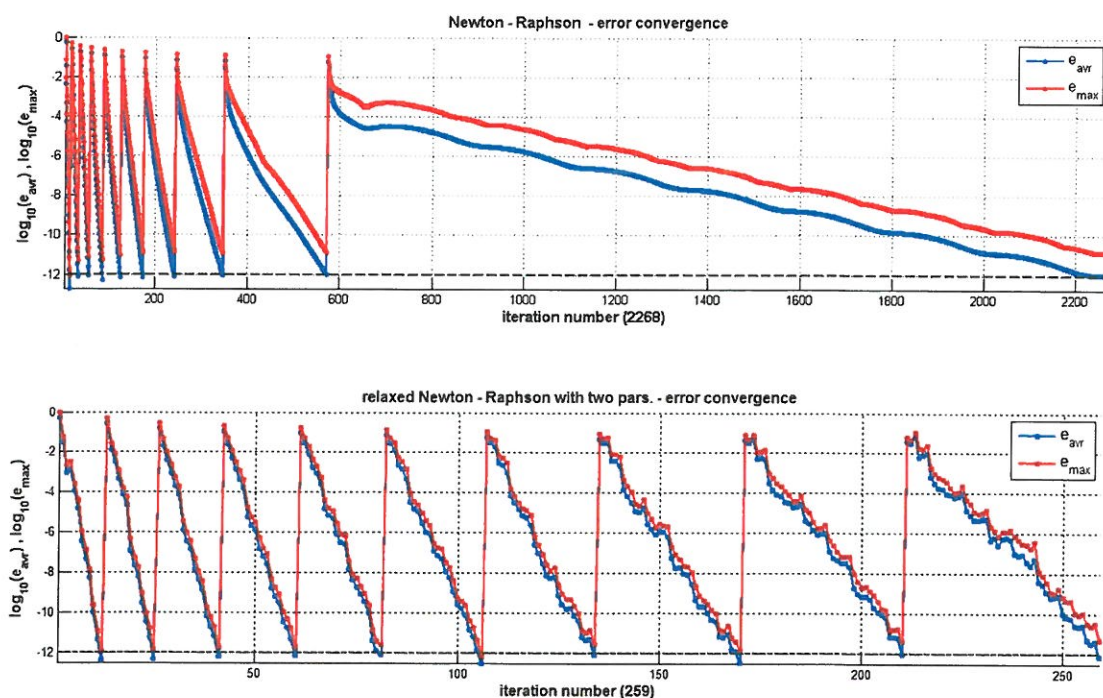 Newton - Raphson - error convergence
log10(eavr) , log10(emax)
0
-2
-4
-6
-8
-10
-12
eavr
emax
200 400 600 800 1000 1200 1400 1600 1800 2000 2200
iteration number (2268)
relaxed Newton - Raphson with two pars. - error convergence
log10(eavr) , log10(emax)
0
-2
-4
-6
-8
-10
-12
eavr
emax
50 100 150 200 250
iteration number (259)